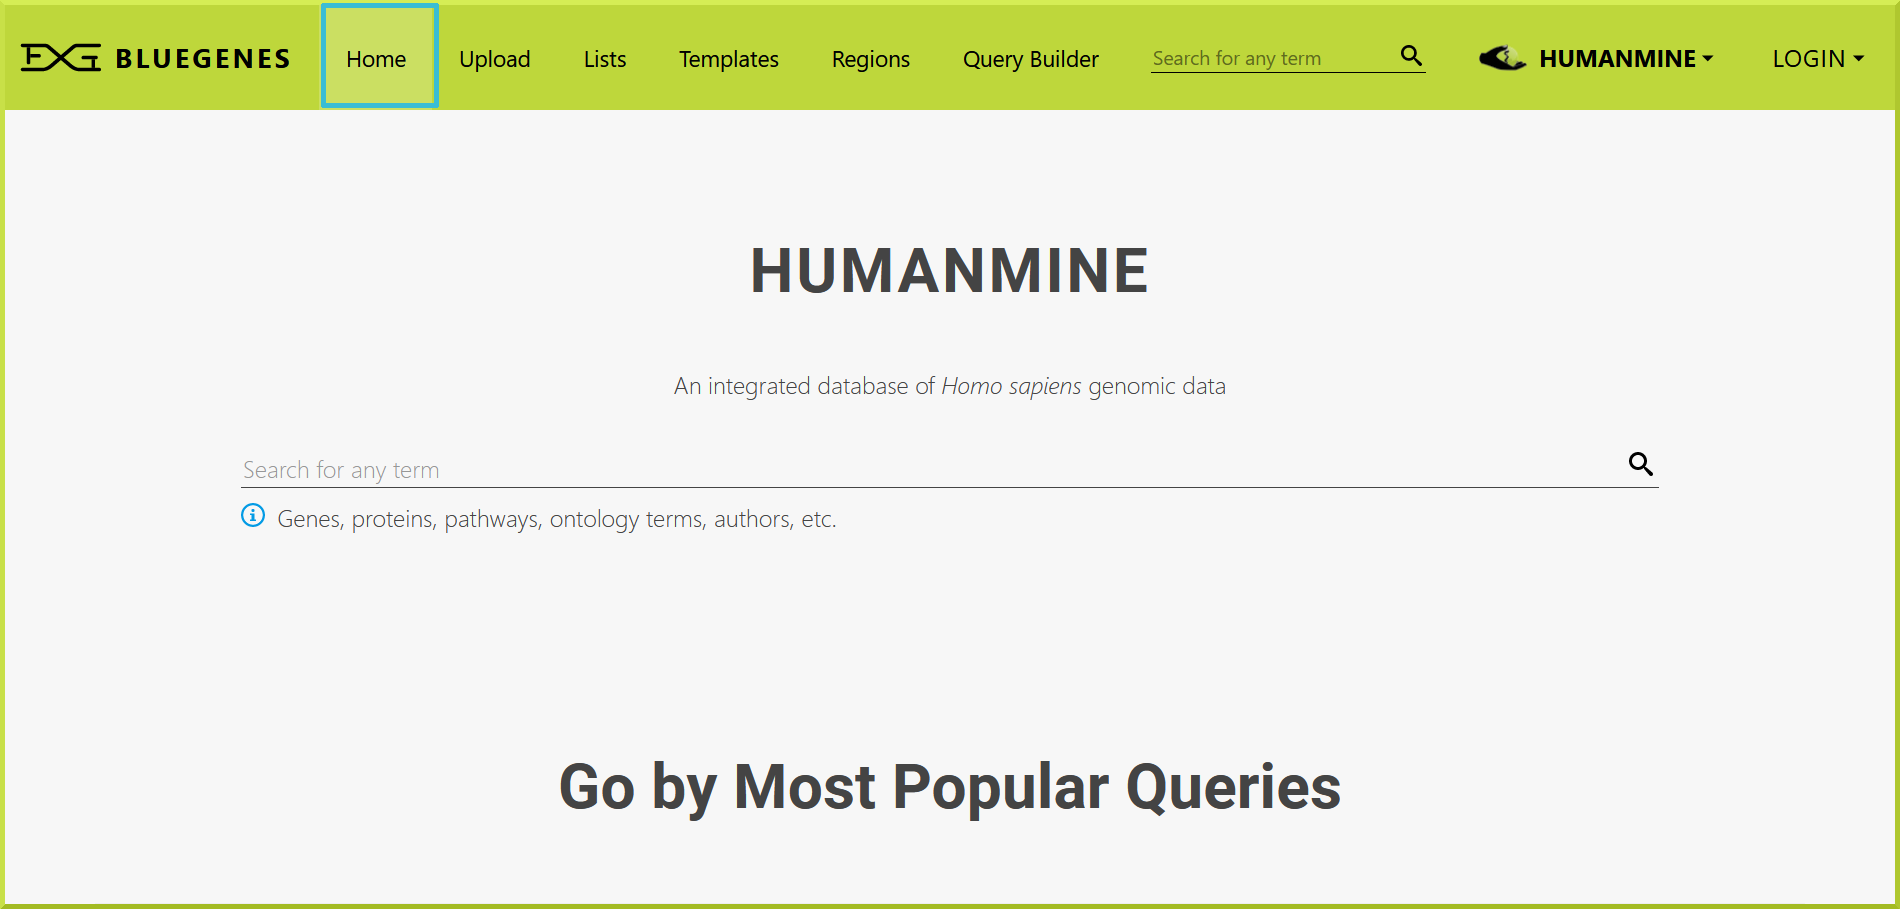 BLUEGENES Home Upload Lists Templates Regions Query Builder Search for any term HUMANMINE LOGIN
HUMANMINE
An integrated database of Homo sapiens genomic data
Search for any term
Genes, proteins, pathways, ontology terms, authors, etc.
Go by Most Popular Queries